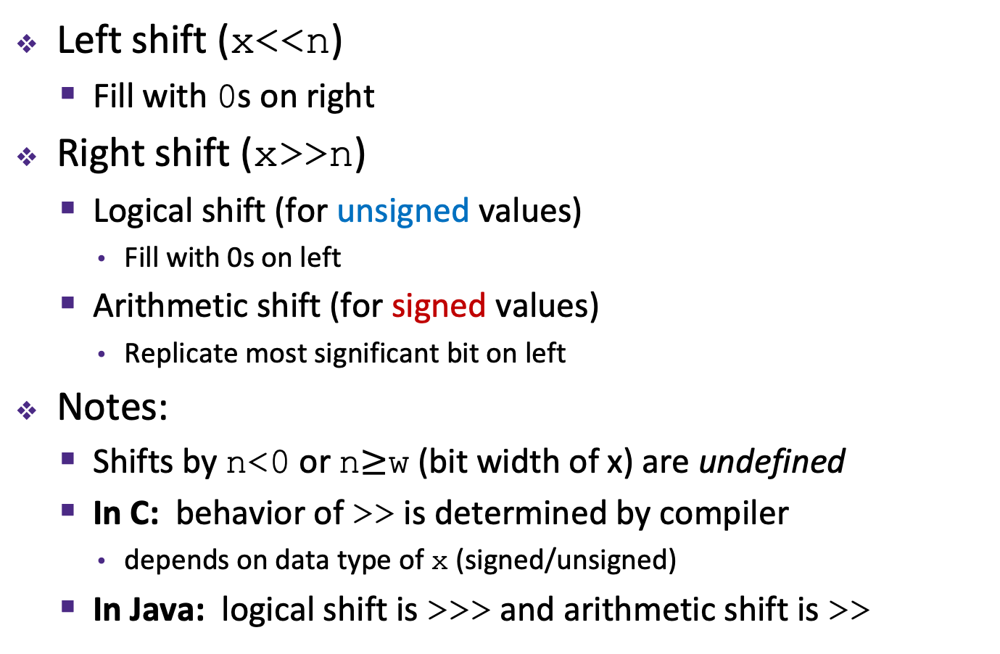 Left shift (x<<n)
Fill with 0s on right
Right shift (x>>n)
Logical shift (for unsigned values)
Fill with 0s on left
Arithmetic shift (for signed values)
Replicate most significant bit on left
Notes:
Shifts by n<0 or n≥w (bit width of x) are undefined
In C: behavior of >> is determined by compiler
depends on data type of x (signed/unsigned)
In Java: logical shift is >>> and arithmetic shift is >>